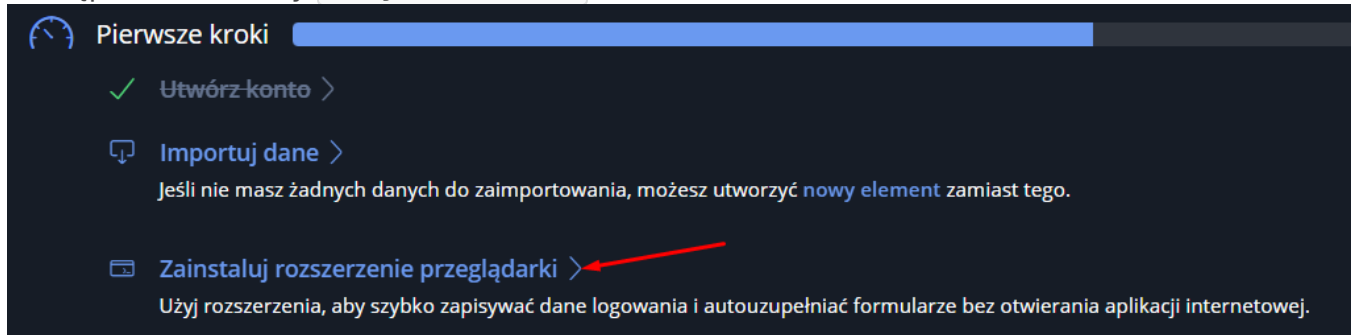 Pierwsze kroki
Utwórz konto
Importuj dane
Jeśli nie masz żadnych danych do zaimportowania, możesz utworzyć nowy element zamiast tego.
Zainstaluj rozszerzenie przeglądarki
Użyj rozszerzenia, aby szybko zapisywać dane logowania i autouzupełniać formularze bez otwierania aplikacji internetowej.